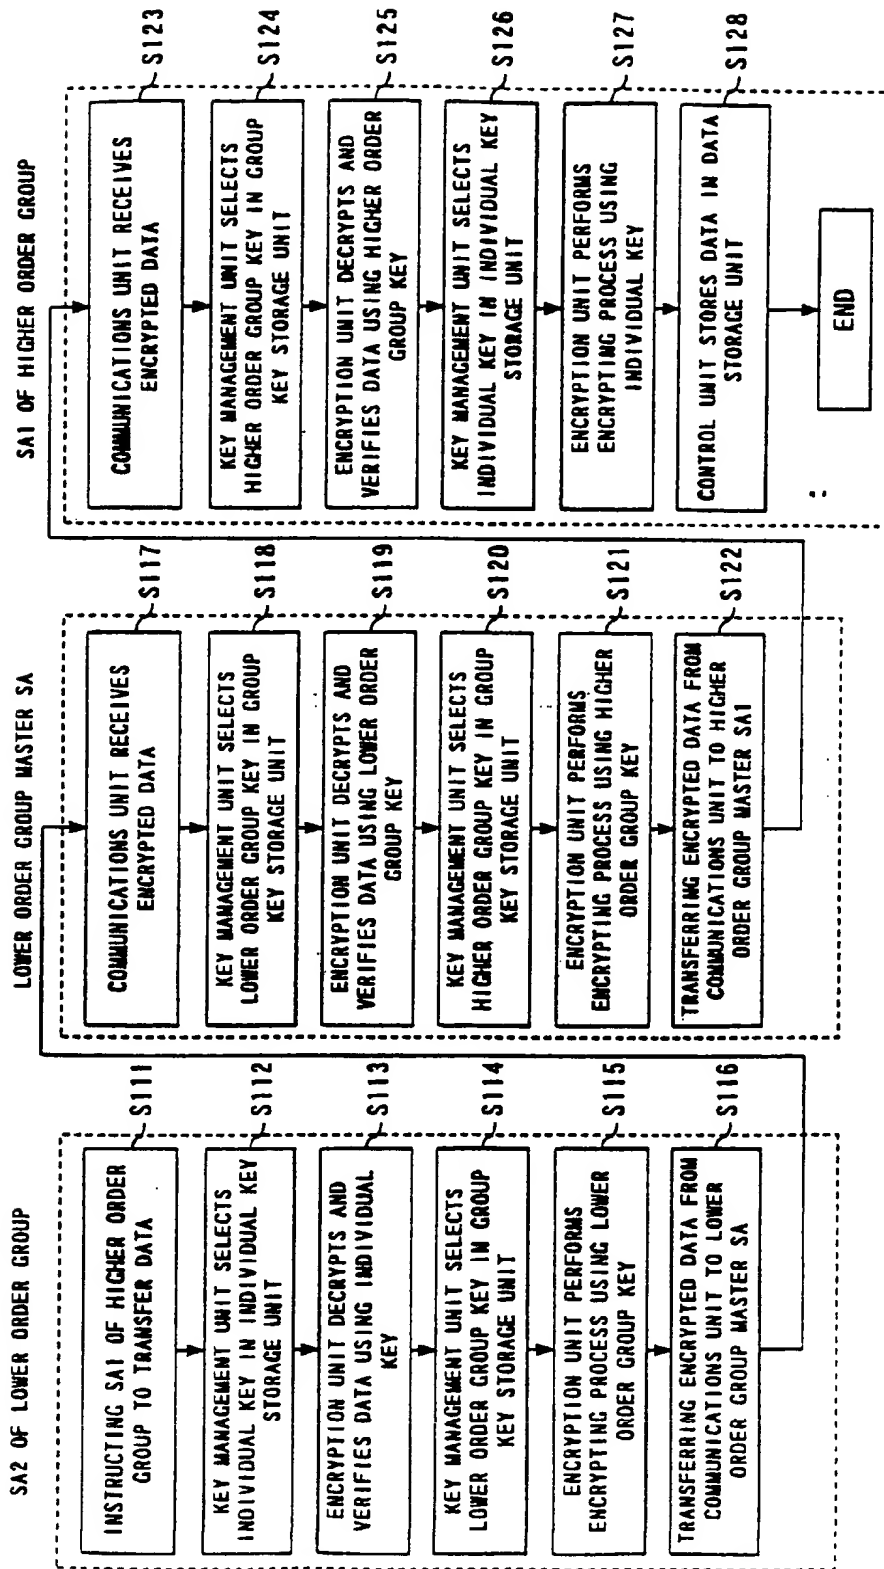 SA2 OF LOWER ORDER GROUP
INSTRUCTING SA1 OF HIGHER ORDER
GROUP TO TRANSFER DATA
S111
KEY MANAGEMENT UNIT SELECTS
INDIVIDUAL KEY IN INDIVIDUAL KEY
STORAGE UNIT
S112
ENCRYPTION UNIT DECRYPTS AND
VERIFIES DATA USING INDIVIDUAL
KEY
S113
KEY MANAGEMENT UNIT SELECTS
LOWER ORDER GROUP KEY IN GROUP
KEY STORAGE UNIT
S114
ENCRYPTION UNIT PERFORMS
ENCRYPTING PROCESS USING LOWER
ORDER GROUP KEY
S115
TRANSFERRING ENCRYPTED DATA FROM
COMMUNICATIONS UNIT TO LOWER
ORDER GROUP MASTER SA
S116
LOWER ORDER GROUP MASTER SA
COMMUNICATIONS UNIT RECEIVES
ENCRYPTED DATA
S117
KEY MANAGEMENT UNIT SELECTS
LOWER ORDER GROUP KEY IN GROUP
KEY STORAGE UNIT
S118
ENCRYPTION UNIT DECRYPTS AND
VERIFIES DATA USING LOWER ORDER
GROUP KEY
S119
KEY MANAGEMENT UNIT SELECTS
HIGHER ORDER GROUP KEY IN GROUP
KEY STORAGE UNIT
S120
ENCRYPTION UNIT PERFORMS
ENCRYPTING PROCESS USING HIGHER
ORDER GROUP KEY
S121
TRANSFERRING ENCRYPTED DATA FROM
COMMUNICATIONS UNIT TO HIGHER
ORDER GROUP MASTER SA1
S122
SA1 OF HIGHER ORDER GROUP
COMMUNICATIONS UNIT RECEIVES
ENCRYPTED DATA
S123
KEY MANAGEMENT UNIT SELECTS
HIGHER ORDER GROUP KEY IN GROUP
KEY STORAGE UNIT
S124
ENCRYPTION UNIT DECRYPTS AND
VERIFIES DATA USING HIGHER ORDER
GROUP KEY
S125
KEY MANAGEMENT UNIT SELECTS
INDIVIDUAL KEY IN INDIVIDUAL KEY
STORAGE UNIT
S126
ENCRYPTION UNIT PERFORMS
ENCRYPTING PROCESS USING
INDIVIDUAL KEY
S127
CONTROL UNIT STORES DATA IN DATA
STORAGE UNIT
S128
END